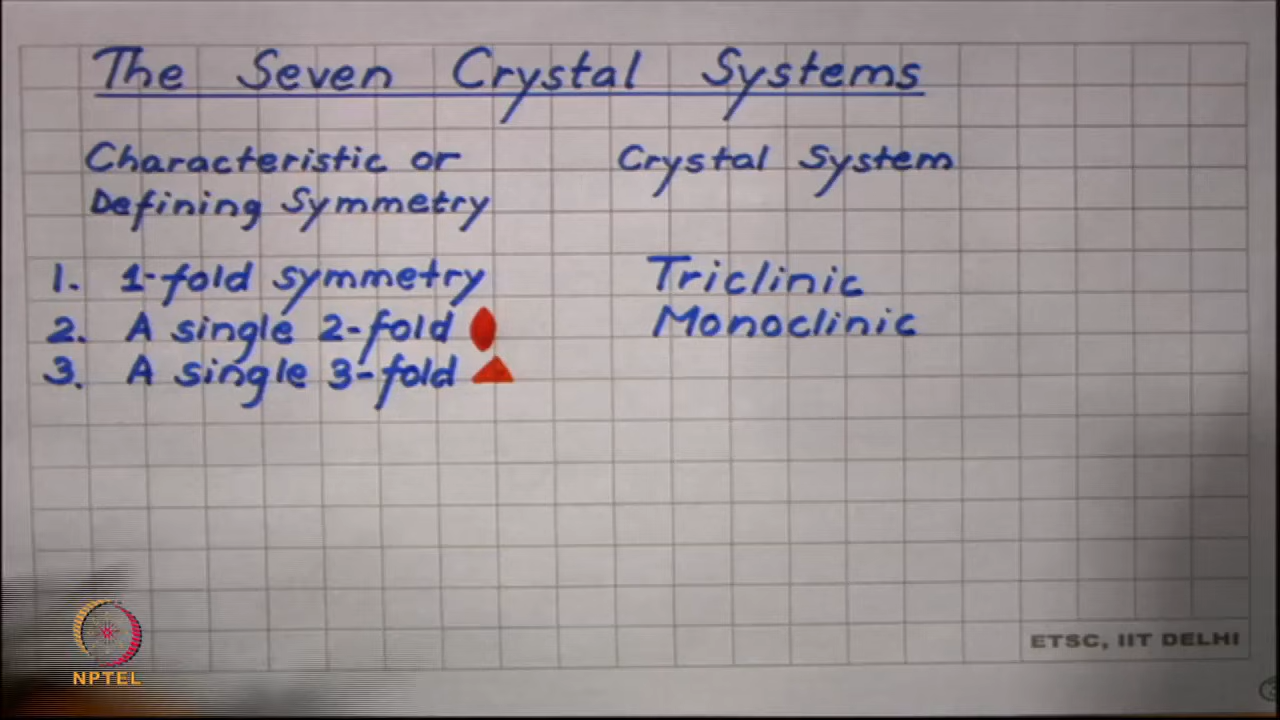 The Seven Crystal Systems
Characteristic or
Defining Symmetry
Crystal System
1. 1-fold symmetry
Triclinic
2. A single 2-fold
Monoclinic
3. A single 3-fold
NPTEL
ETSC, IIT DELHI